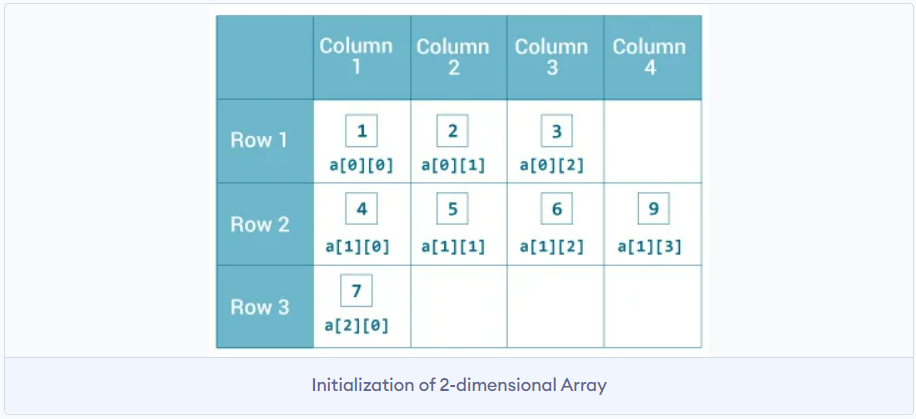 Column 1
Column 2
Column 3
Column 4
Row 1
1
2
3
a[0][0]
a[0][1]
a[0][2]
Row 2
4
5
6
9
a[1][0]
a[1][1]
a[1][2]
a[1][3]
Row 3
7
a[2][0]
Initialization of 2-dimensional Array